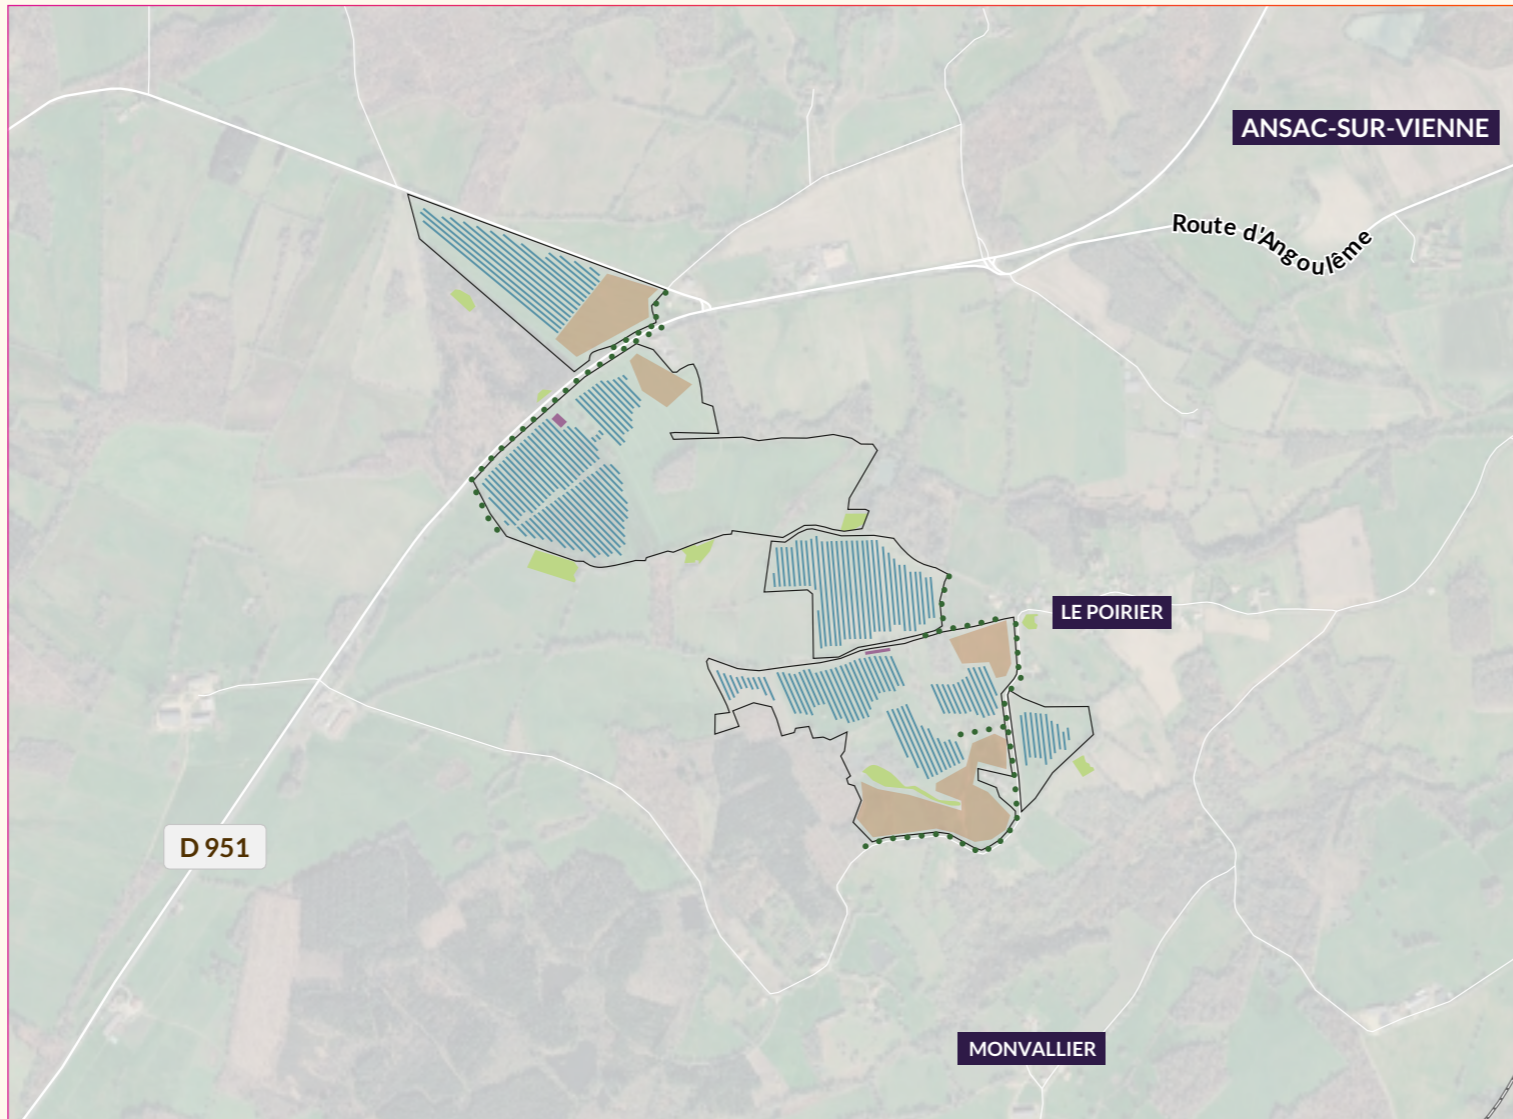 ANSAC-SUR-VIENNE
Route d'Angoulême
LE POIRIER
D 951
MONVALLIER